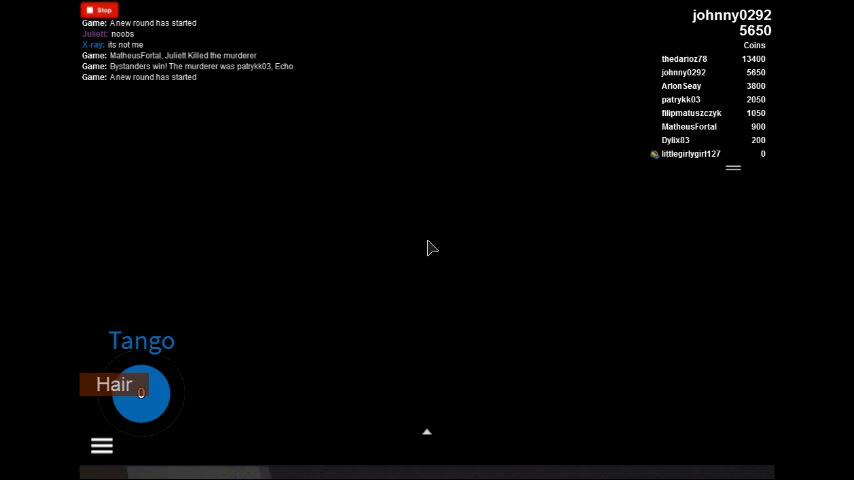 Stop
Game: A new round has started
Juliett: noobs
X-ray: its not me
Game: MatheusFortal, Juliett Killed the murderer
Game: Bystanders win! The murderer was patrykk03, Echo
Game: A new round has started
johnny0292
5650
Coins
thedarioz78 13400
johnny0292 5650
ArlonSeay 3800
patrykk03 2050
filipmatuszczyk 1050
MatheusFortal 900
Dylix83 200
littlegirlygirl127 0
Tango
Hair
0